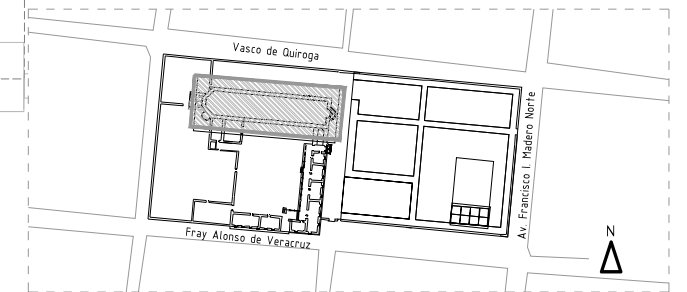 Vasco de Quiroga
Av. Francisco I. Madero Norte
Fray Alonso de Veracruz
N